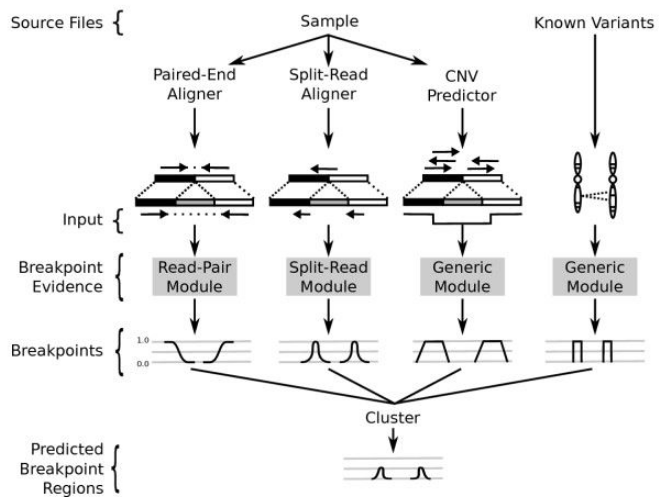 Source Files
Sample
Known Variants
Paired-End
Aligner
Split-Read
Aligner
CNV
Predictor
Input
Breakpoint
Evidence
Read-Pair
Module
Split-Read
Module
Generic
Module
Generic
Module
Breakpoints
1.0
0.0
Cluster
Predicted
Breakpoint
Regions